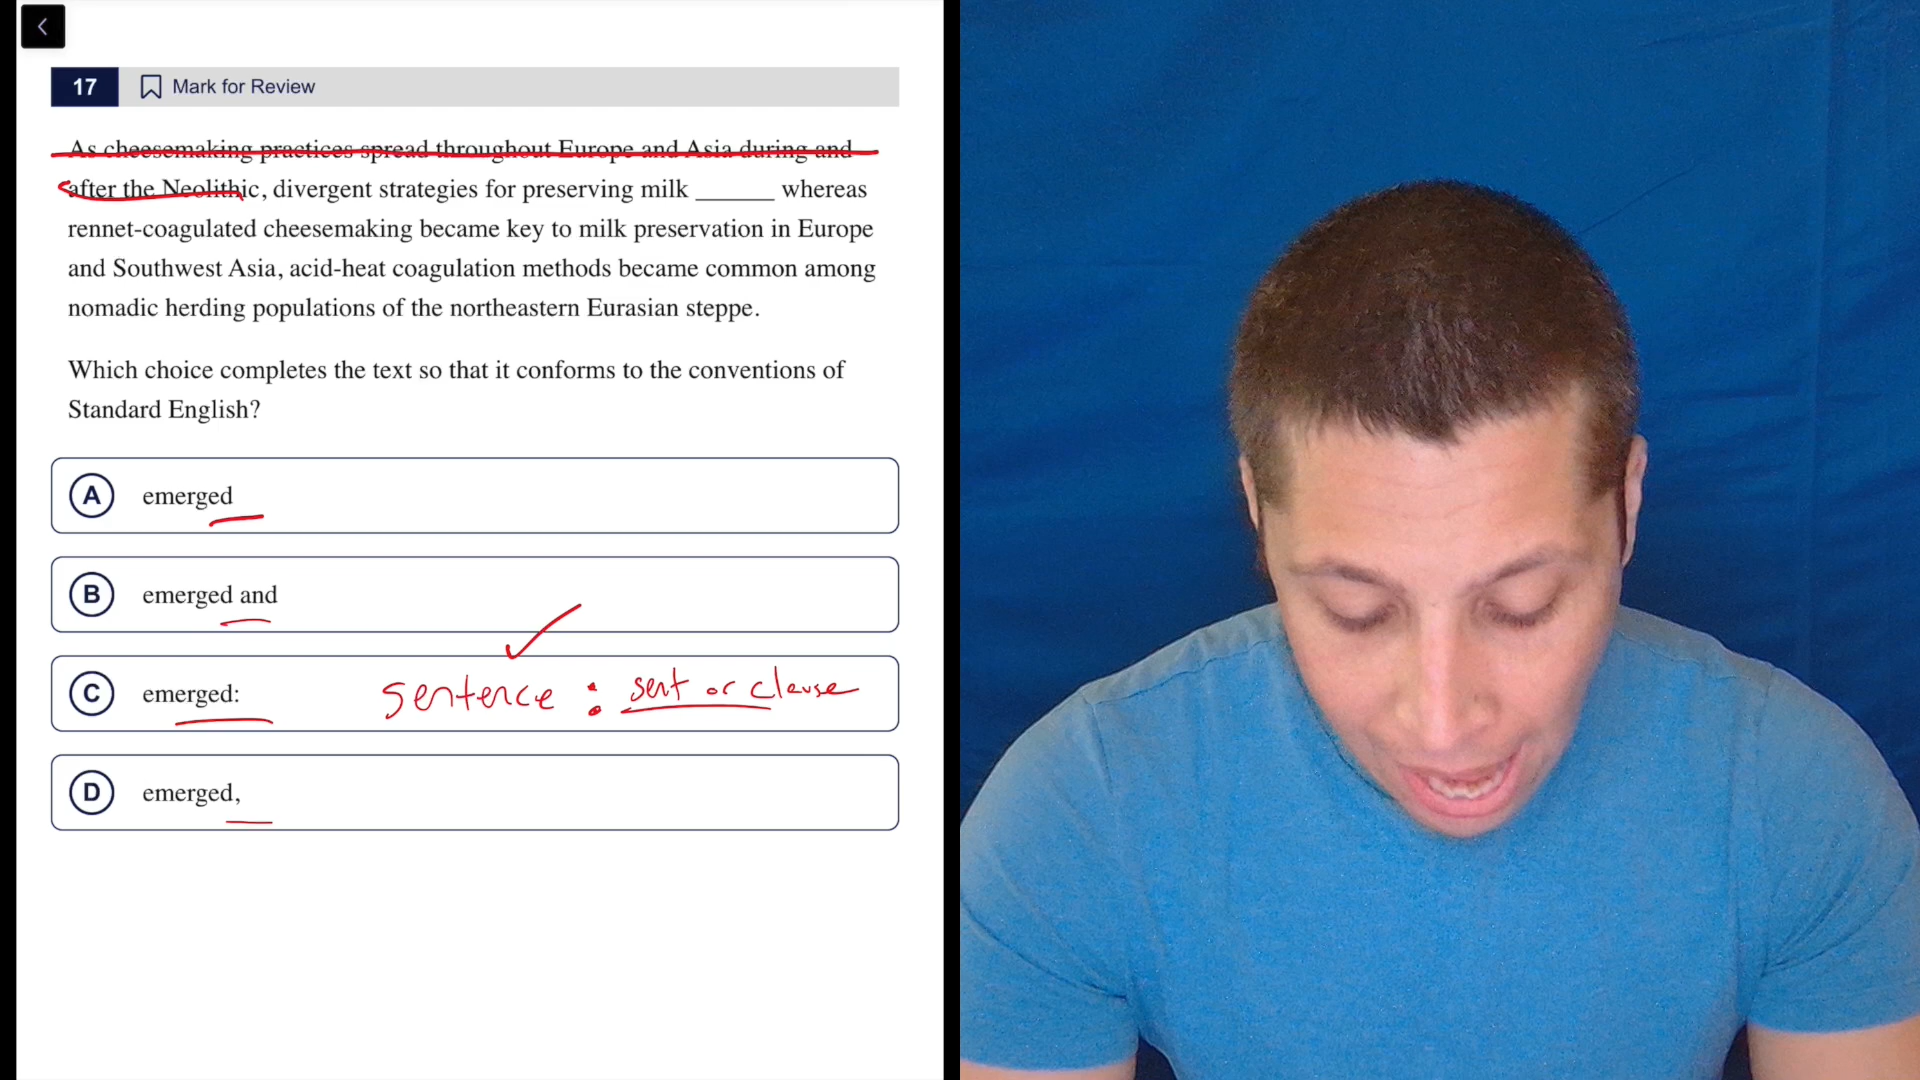 17 Mark for Review
As cheesemaking practices spread throughout Europe and Asia during and
after the Neolithic, divergent strategies for preserving milk ______ whereas
rennet-coagulated cheesemaking became key to milk preservation in Europe
and Southwest Asia, acid-heat coagulation methods became common among
nomadic herding populations of the northeastern Eurasian steppe.
Which choice completes the text so that it conforms to the conventions of
Standard English?
A emerged
B emerged and
C emerged: sentence : sent or clause
D emerged,